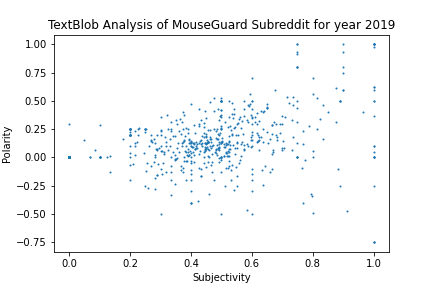 TextBlob Analysis of MouseGuard Subreddit for year 2019
1.00
0.75
0.50
0.25
0.00
−0.25
−0.50
−0.75
Polarity
0.0 0.2 0.4 0.6 0.8 1.0
Subjectivity